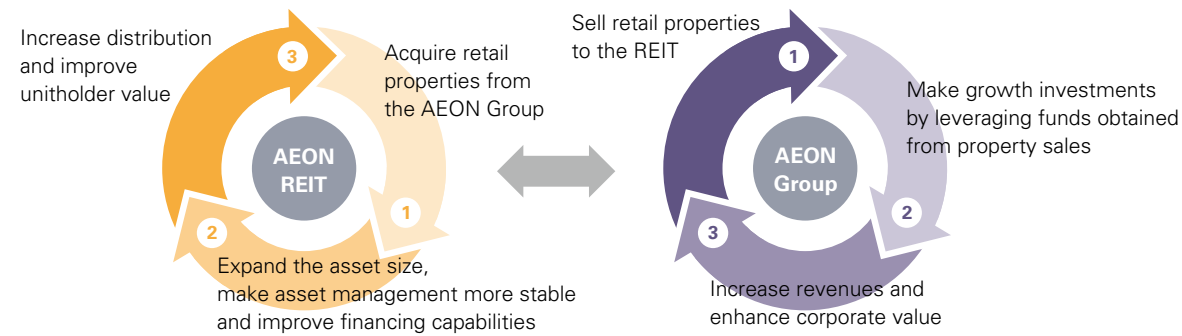 Increase distribution
and improve
unitholder value
3
Acquire retail
properties from
the AEON Group
AEON
REIT
1
2
Expand the asset size,
make asset management more stable
and improve financing capabilities
Sell retail properties
to the REIT
1
Make growth investments
by leveraging funds obtained
from property sales
AEON
Group
2
3
Increase revenues and
enhance corporate value